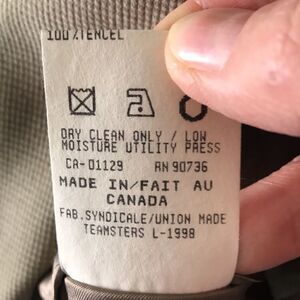 100%TENCEL
DRY CLEAN ONLY / LOW
MOISTURE UTILITY PRESS
CA-01129 RN 90736
MADE IN/FAIT AU
CANADA
FAB.SYNDICALE/UNION MADE
TEAMSTERS L-1998